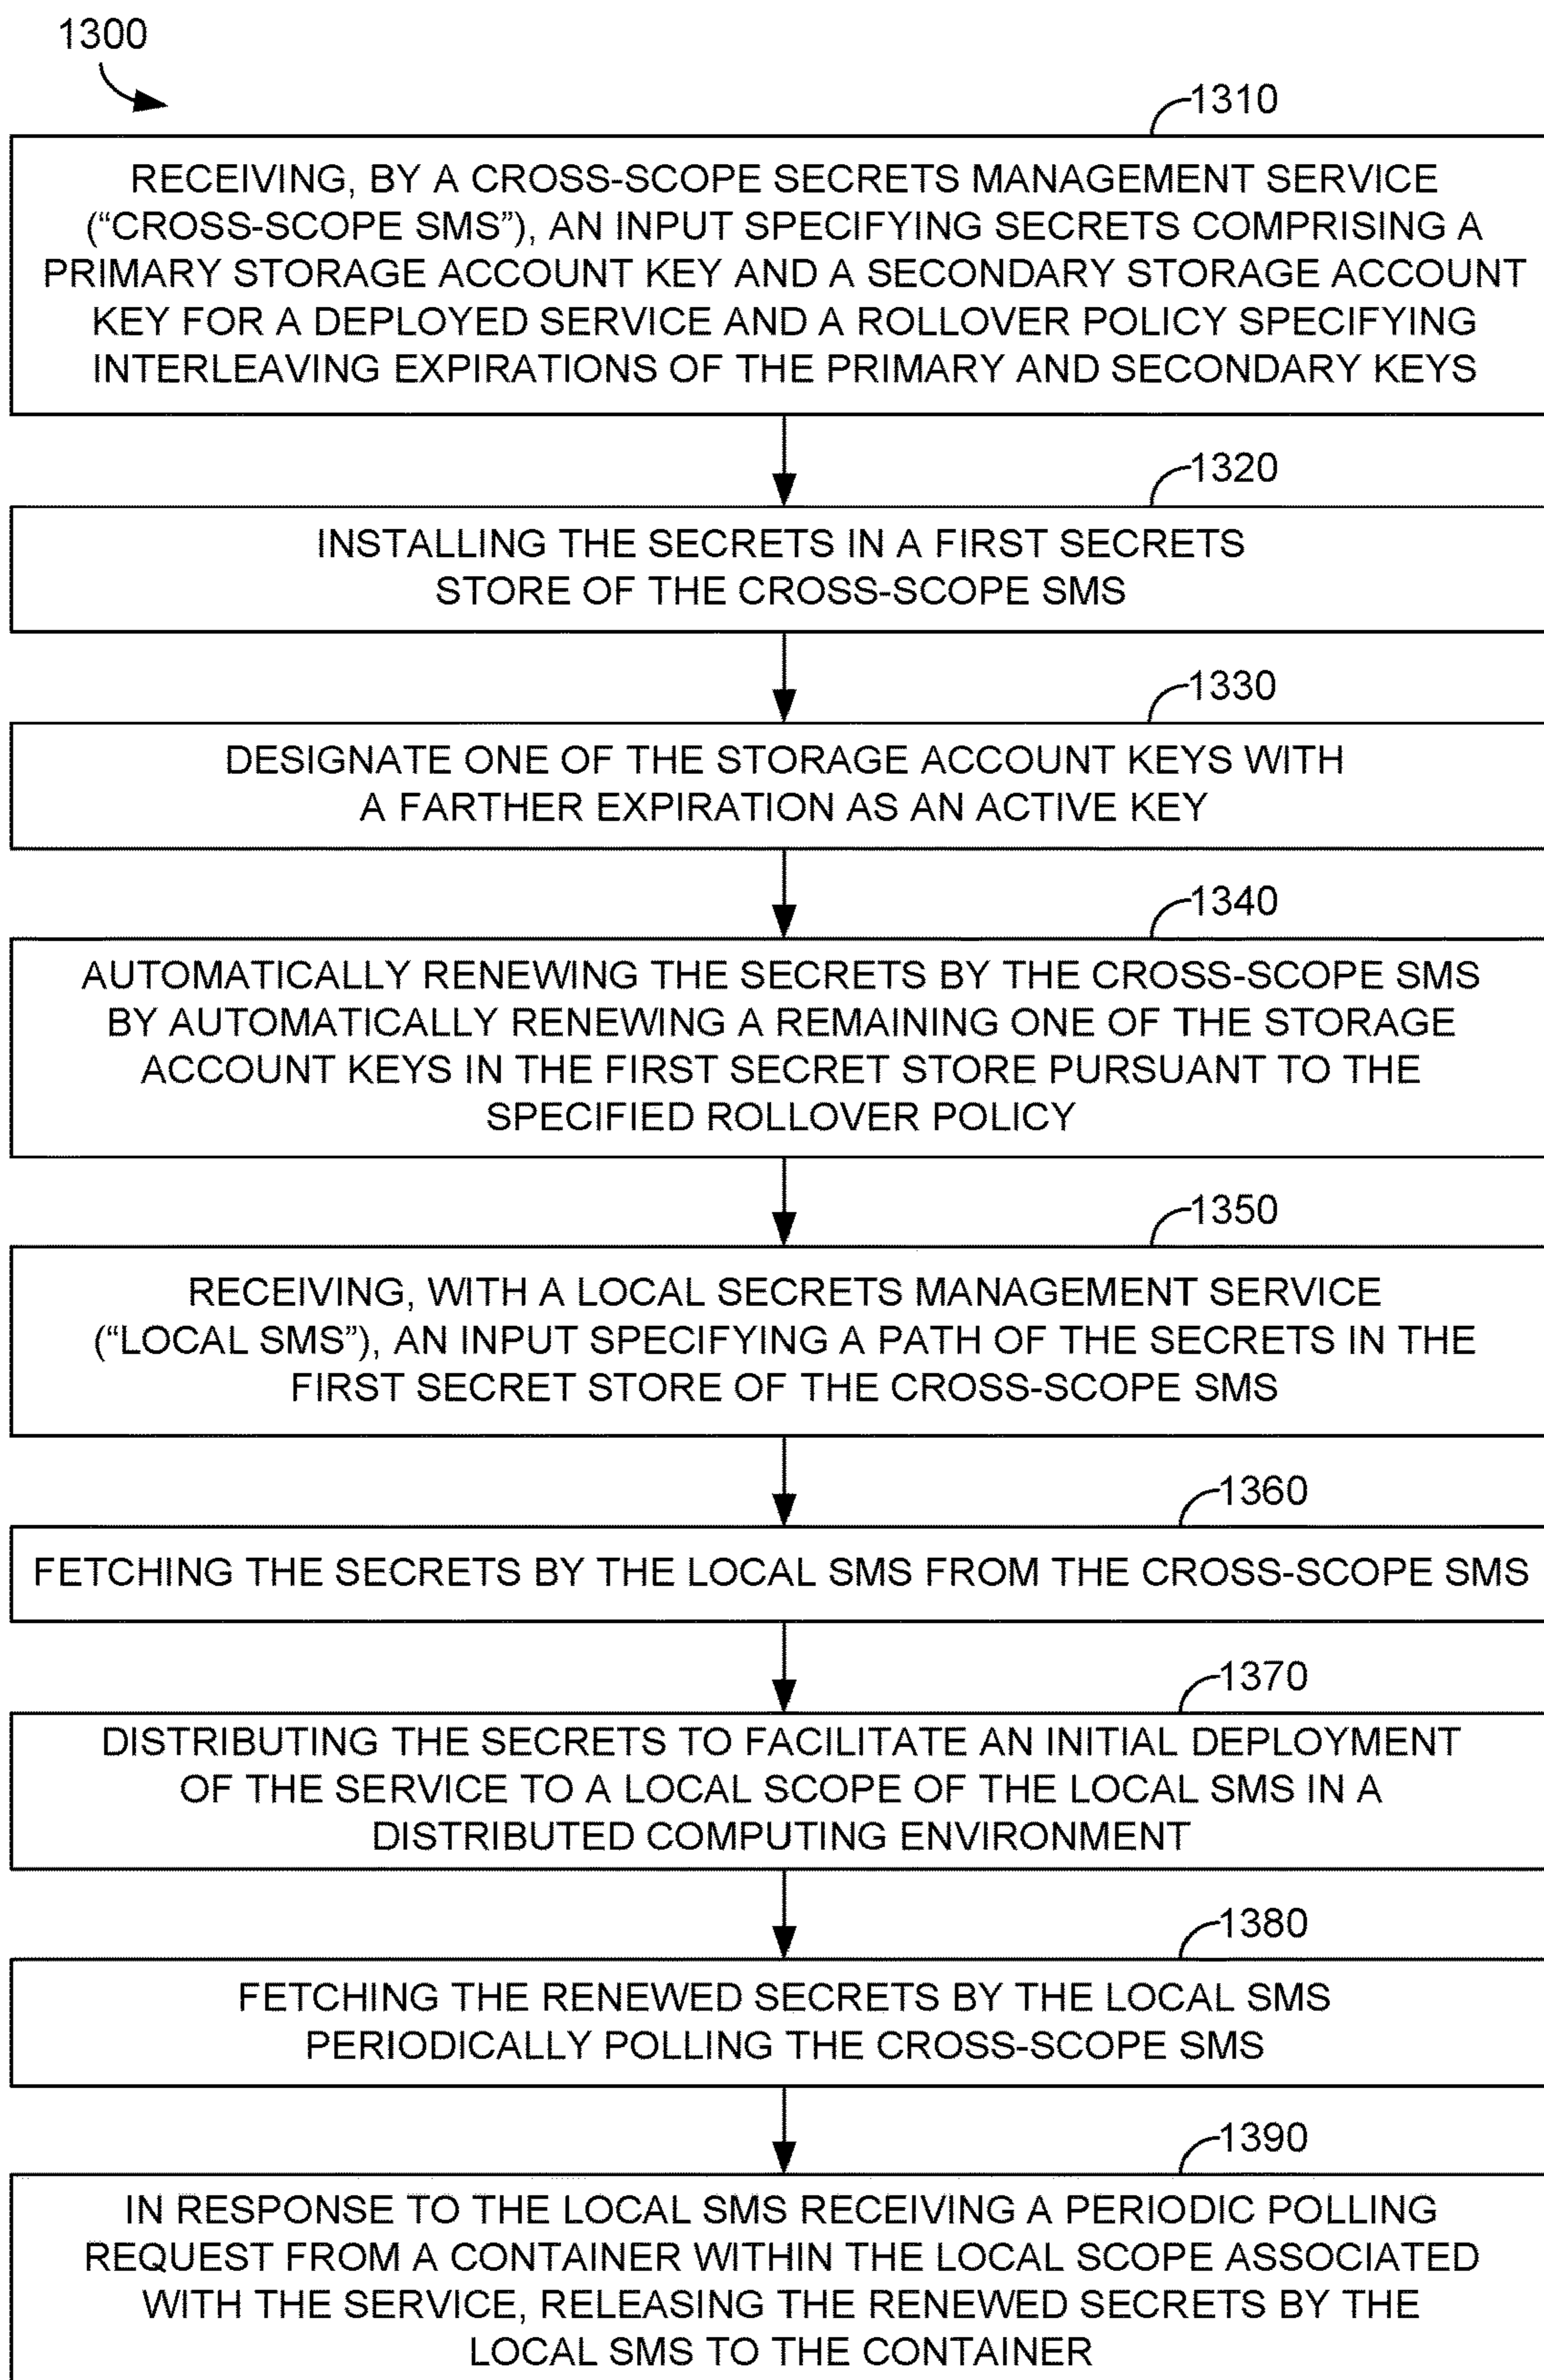 1300
1310
RECEIVING, BY A CROSS-SCOPE SECRETS MANAGEMENT SERVICE
(“CROSS-SCOPE SMS”), AN INPUT SPECIFYING SECRETS COMPRISING A
PRIMARY STORAGE ACCOUNT KEY AND A SECONDARY STORAGE ACCOUNT
KEY FOR A DEPLOYED SERVICE AND A ROLLOVER POLICY SPECIFYING
INTERLEAVING EXPIRATIONS OF THE PRIMARY AND SECONDARY KEYS
1320
INSTALLING THE SECRETS IN A FIRST SECRETS
STORE OF THE CROSS-SCOPE SMS
1330
DESIGNATE ONE OF THE STORAGE ACCOUNT KEYS WITH
A FARTHER EXPIRATION AS AN ACTIVE KEY
1340
AUTOMATICALLY RENEWING THE SECRETS BY THE CROSS-SCOPE SMS
BY AUTOMATICALLY RENEWING A REMAINING ONE OF THE STORAGE
ACCOUNT KEYS IN THE FIRST SECRET STORE PURSUANT TO THE
SPECIFIED ROLLOVER POLICY
1350
RECEIVING, WITH A LOCAL SECRETS MANAGEMENT SERVICE
(“LOCAL SMS”), AN INPUT SPECIFYING A PATH OF THE SECRETS IN THE
FIRST SECRET STORE OF THE CROSS-SCOPE SMS
1360
FETCHING THE SECRETS BY THE LOCAL SMS FROM THE CROSS-SCOPE SMS
1370
DISTRIBUTING THE SECRETS TO FACILITATE AN INITIAL DEPLOYMENT
OF THE SERVICE TO A LOCAL SCOPE OF THE LOCAL SMS IN A
DISTRIBUTED COMPUTING ENVIRONMENT
1380
FETCHING THE RENEWED SECRETS BY THE LOCAL SMS
PERIODICALLY POLLING THE CROSS-SCOPE SMS
1390
IN RESPONSE TO THE LOCAL SMS RECEIVING A PERIODIC POLLING
REQUEST FROM A CONTAINER WITHIN THE LOCAL SCOPE ASSOCIATED
WITH THE SERVICE, RELEASING THE RENEWED SECRETS BY THE
LOCAL SMS TO THE CONTAINER